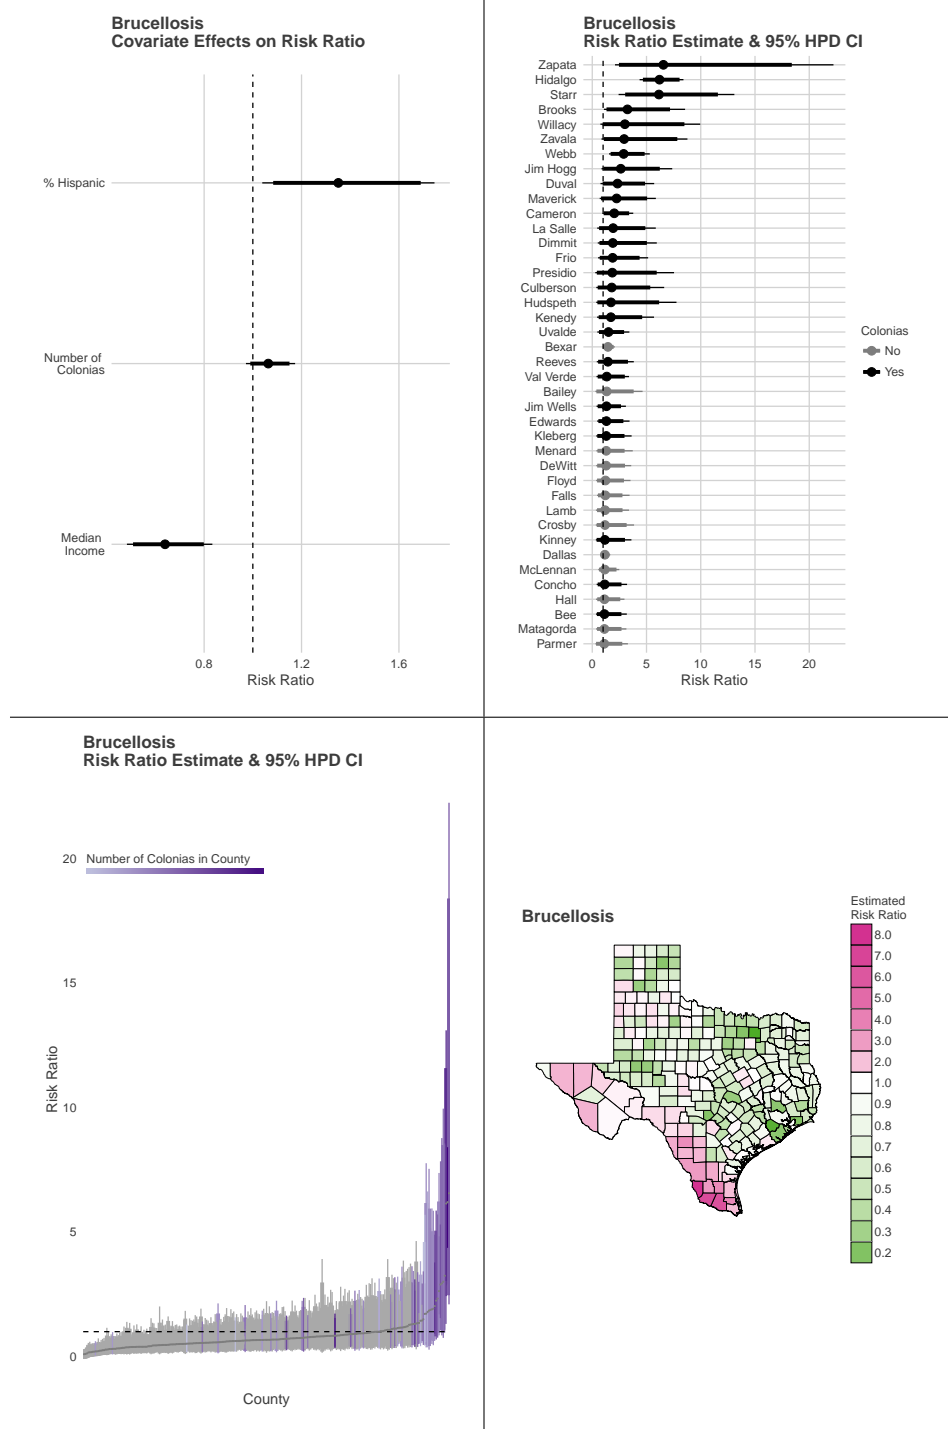 Brucellosis
Covariate Effects on Risk Ratio
% Hispanic
Number of
Colonias
Median
Income
0.8
1.2
1.6
Risk Ratio
Brucellosis
Risk Ratio Estimate & 95% HPD CI
Zapata
Hidalgo
Starr
Brooks
Willacy
Zavala
Webb
Jim Hogg
Duval
Maverick
Cameron
La Salle
Dimmit
Frio
Presidio
Culberson
Hudspeth
Kenedy
Uvalde
Bexar
Reeves
Val Verde
Bailey
Jim Wells
Edwards
Kleberg
Menard
DeWitt
Floyd
Falls
Lamb
Crosby
Kinney
Dallas
McLennan
Concho
Hall
Bee
Matagorda
Parmer
0
5
10
15
20
Risk Ratio
Colonias
No
Yes
Brucellosis
Risk Ratio Estimate & 95% HPD CI
Number of Colonias in County
20
15
10
5
0
Risk Ratio
County
Brucellosis
Estimated
Risk Ratio
8.0
7.0
6.0
5.0
4.0
3.0
2.0
1.0
0.9
0.8
0.7
0.6
0.5
0.4
0.3
0.2